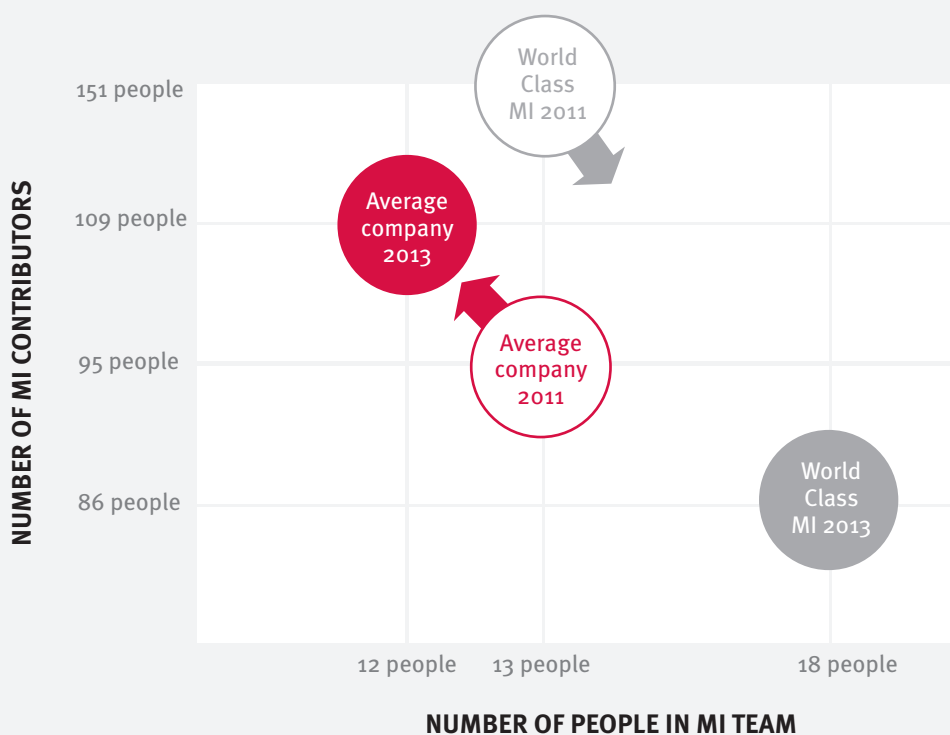 World
Class
MI 2011
151 people
Average
company
2013
109 people
Average
company
2011
95 people
World
Class
MI 2013
86 people
NUMBER OF MI CONTRIBUTORS
12 people
13 people
18 people
NUMBER OF PEOPLE IN MI TEAM